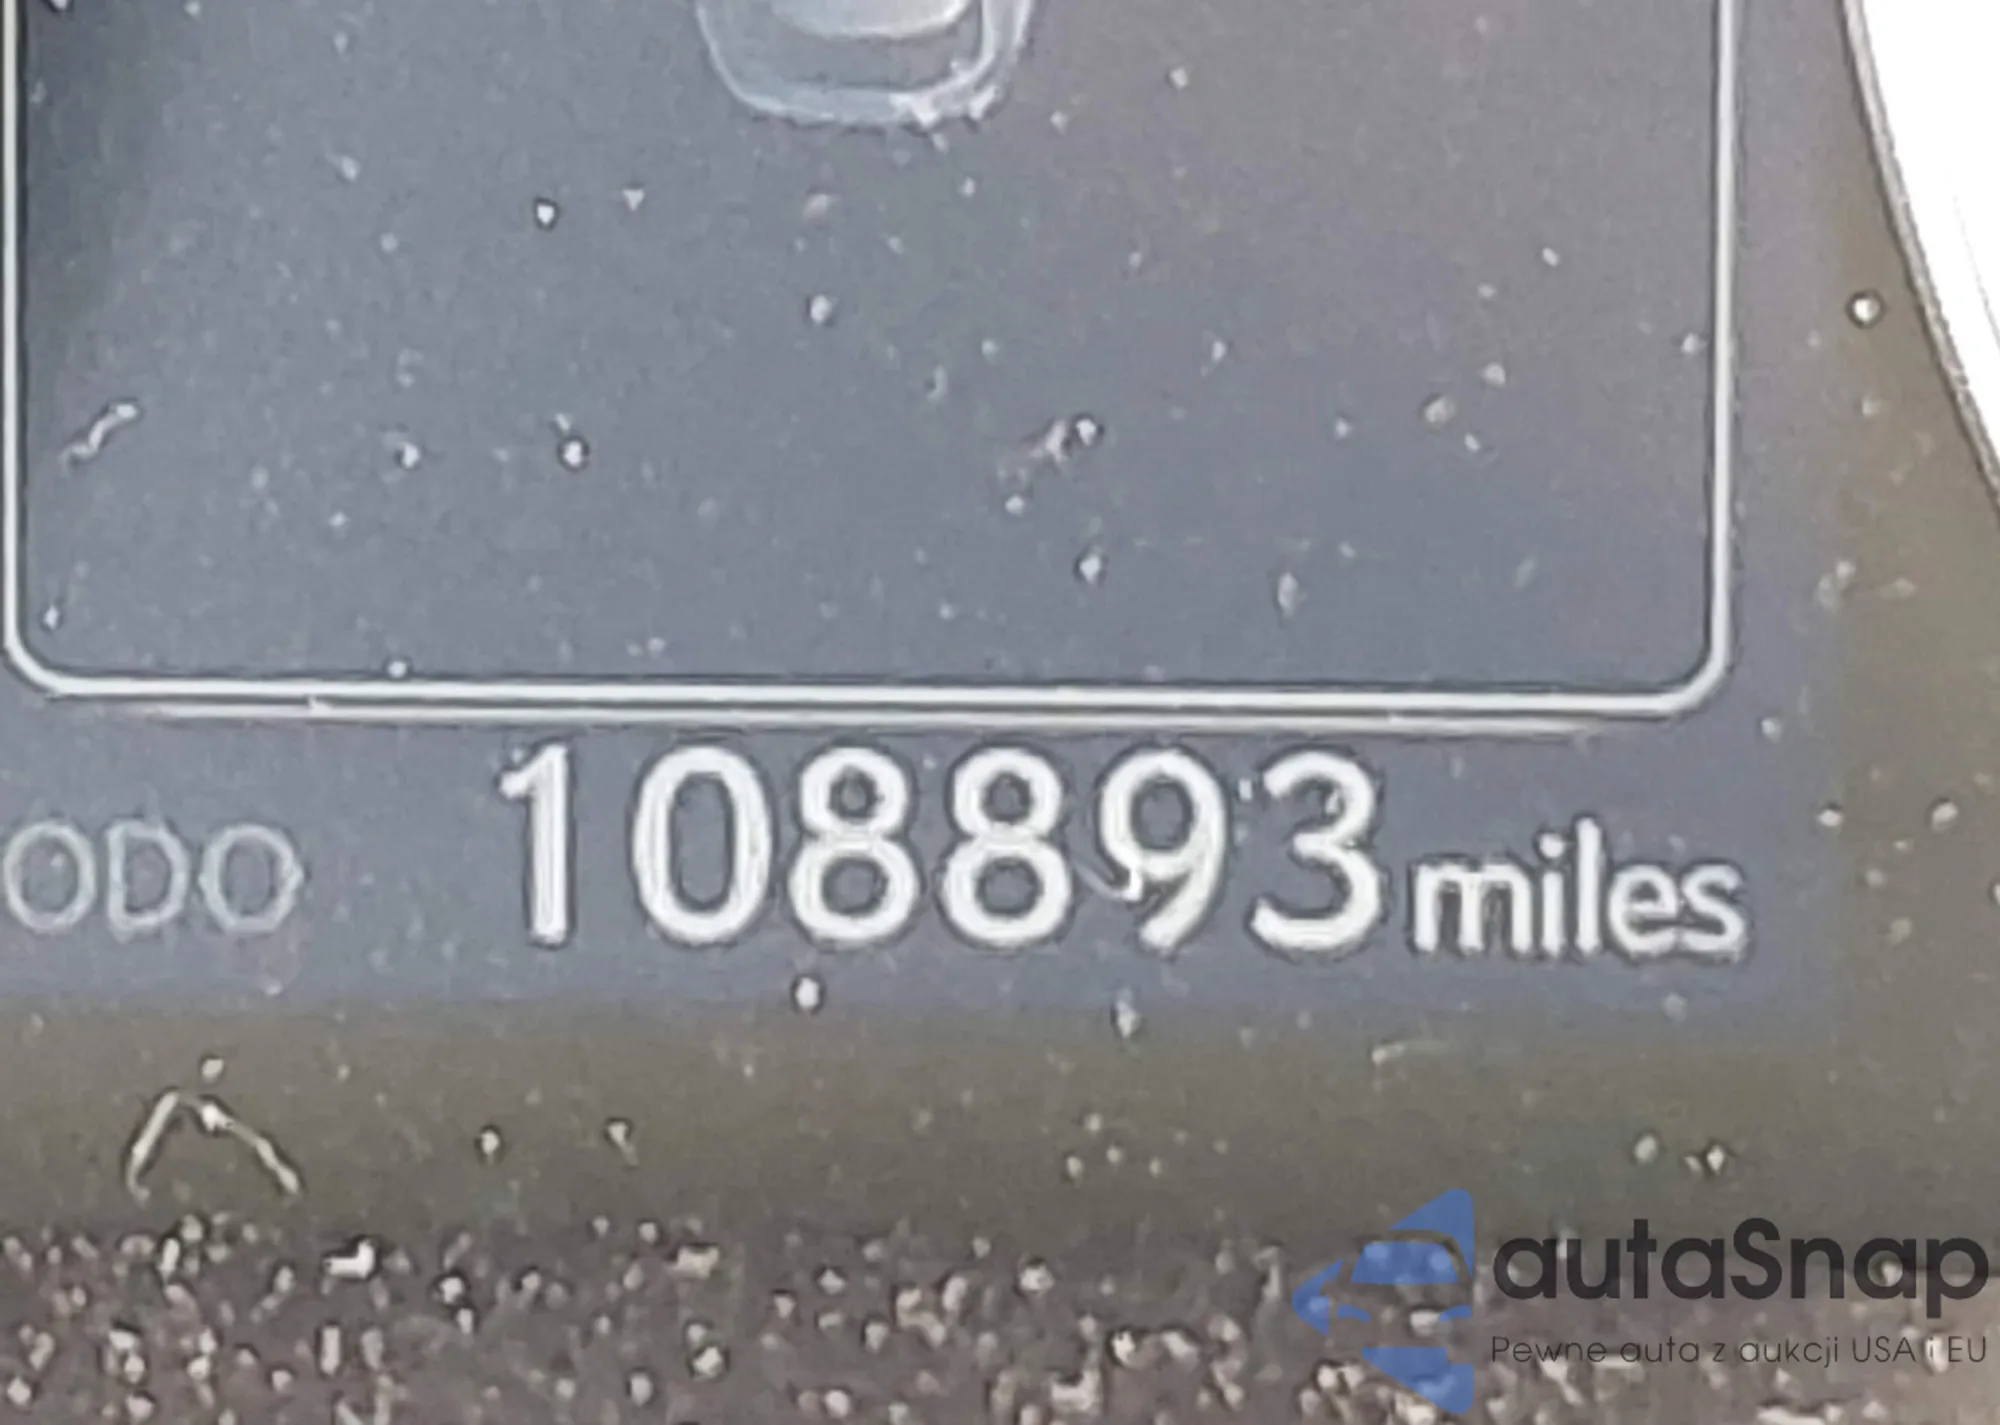 ODO 108893 miles
autaSnap
Pewne auta z aukcji USA i EU